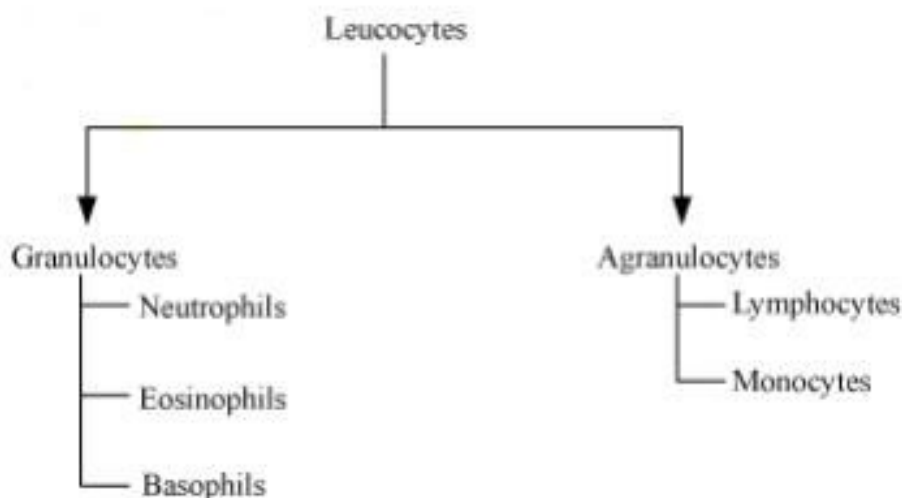 Leucocytes
Granulocytes
Neutrophils
Eosinophils
Basophils
Agranulocytes
Lymphocytes
Monocytes